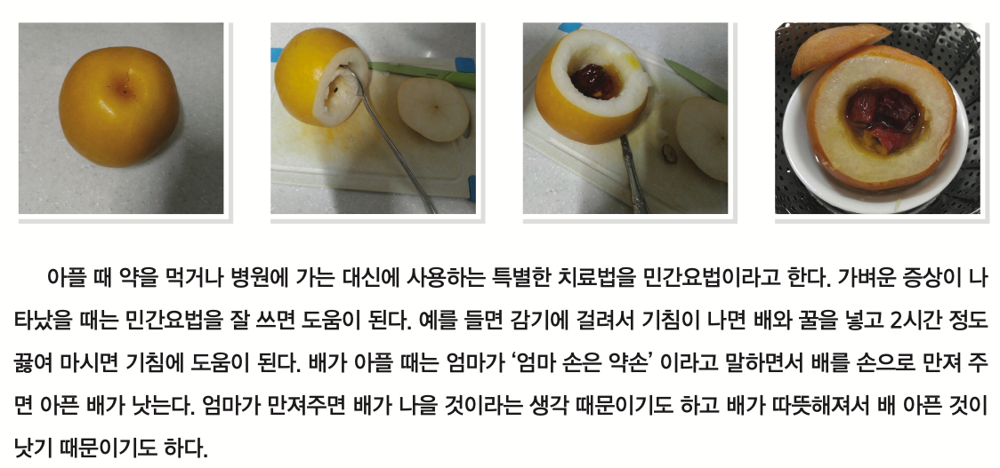 아플 때 약을 먹거나 병원에 가는 대신에 사용하는 특별한 치료법을 민간요법이라고 한다. 가벼운 증상이 나
타났을 때는 민간요법을 잘 쓰면 도움이 된다. 예를 들면 감기에 걸려서 기침이 나면 배와 꿀을 넣고 2시간 정도
끓여 마시면 기침에 도움이 된다. 배가 아플 때는 엄마가 ‘엄마 손은 약손’ 이라고 말하면서 배를 손으로 만져 주
면 아픈 배가 낫는다. 엄마가 만져주면 배가 나을 것이라는 생각 때문이기도 하고 배가 따뜻해져서 배 아픈 것이
낫기 때문이기도 하다.